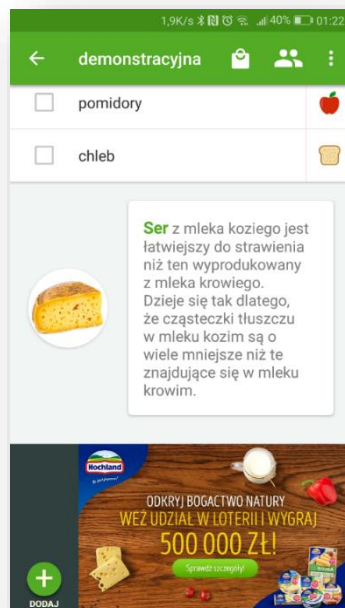 1,9K/s 40% 01:22
demonstracyjna
pomidory
chleb
Ser z mleka koziego jest
łatwiejszy do strawienia
niż ten wyprodukowany
z mleka krowiego.
Dzieje się tak dlatego,
że cząsteczki tłuszczu
w mleku kozim są o
wiele mniejsze niż te
znajdujące się w mleku
krowim.
Hochland
ODKRYJ BOGACTWO NATURY
WEŹ UDZIAŁ W LOTERII I WYGRAJ
500 000 ZŁ!
Sprawdź szczegóły!
DODAJ